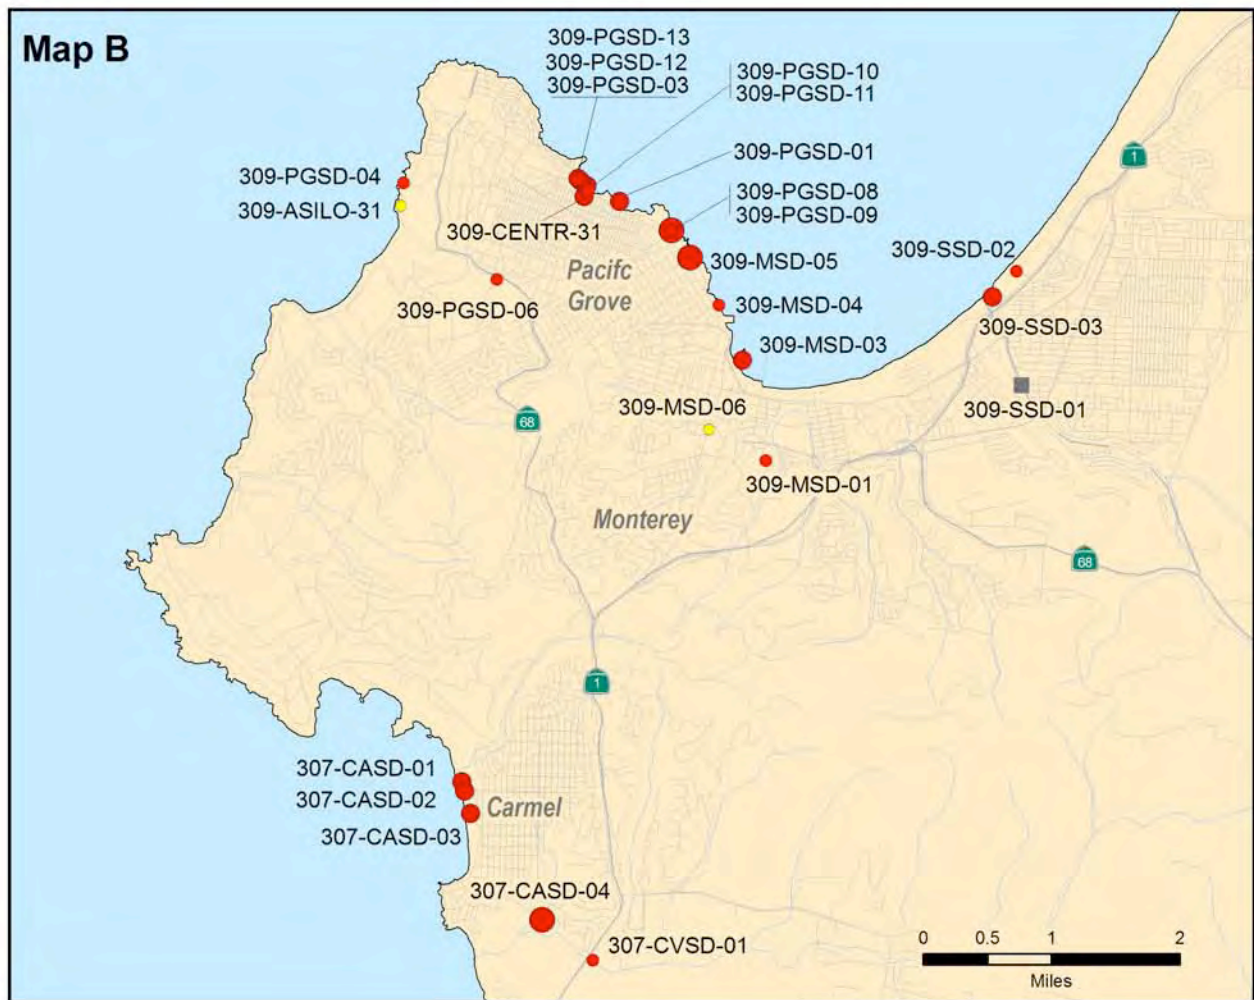 Map B
309-PGSD-13
309-PGSD-12
309-PGSD-03
309-PGSD-10
309-PGSD-11
309-PGSD-01
309-PGSD-08
309-PGSD-09
309-PGSD-04
309-ASILO-31
309-CENTR-31
309-MSD-05
309-SSD-02
Pacifc
Grove
309-PGSD-06
309-MSD-04
309-SSD-03
309-MSD-03
309-MSD-06
309-SSD-01
309-MSD-01
Monterey
1
68
68
1
307-CASD-01
307-CASD-02
307-CASD-03
Carmel
307-CASD-04
307-CVSD-01
0 0.5 1 2
Miles